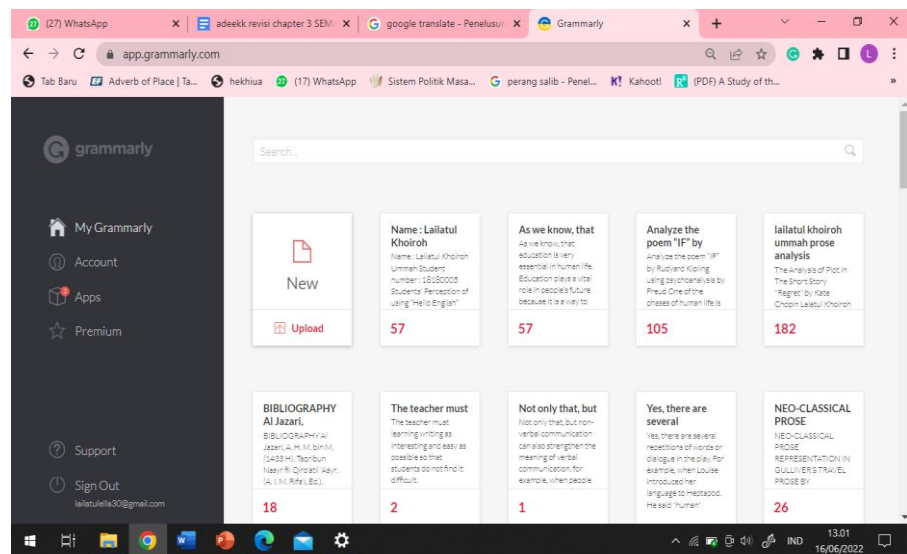 (27) WhatsApp
adeekk revisi chapter 3 SEM
google translate - Penelusur
Grammarly
app.grammarly.com
Tab Baru
Adverb of Place | Ta...
hekhiua
(17) WhatsApp
Sistem Politik Masa...
perang salib - Penel...
Kahoot!
(PDF) A Study of th...
grammarly
Search...
My Grammarly
Account
Apps
Premium
Support
Sign Out
lailatulella30@gmail.com
New
Upload
Name : Lailatul
Khoiroh
Name : Lailatul Khoiroh
Ummah Student
number : 18180005
Students' Perception of
using "Hello English"
57
As we know, that
As we know, that
education is very
essential in human life.
Education plays a vital
role in people's future
because it is a way to
57
Analyze the
poem "IF" by
Analyze the poem "IF"
by Rudyard Kipling
using psychoanalysis by
Freud One of the
phases of human life is
105
lailatul khoiroh
ummah prose
analysis
The Analysis of Plot in
The Short Story
"Regret" by Kate
Chopin Khoiroh
182
BIBLIOGRAPHY
Al Jazari,
BIBLIOGRAPHY Al
Jazari, A. H. M. bin M.
(1433 H).
Nasyr fil Asyr.
18
The teacher must
The teacher must
learning writing as
interesting and easy as
possible so that
students do not find it
difficult.
2
Not only that, but
Not only that, but non-
verbal communication
can also strengthen the
meaning of verbal
communication. for
example, when people
1
Yes, there are
several
Yes, there are several
repetitions of words or
dialogue in the play. For
example, when Louise
introduced her
language to Heptapod.
He said "human"
NEO-CLASSICAL
PROSE
NEO-CLASSICAL
PROSE
REPRESENTATION IN
GULLIVER'S TRAVEL
PROSE BY
26
IND
13.01
16/06/2022